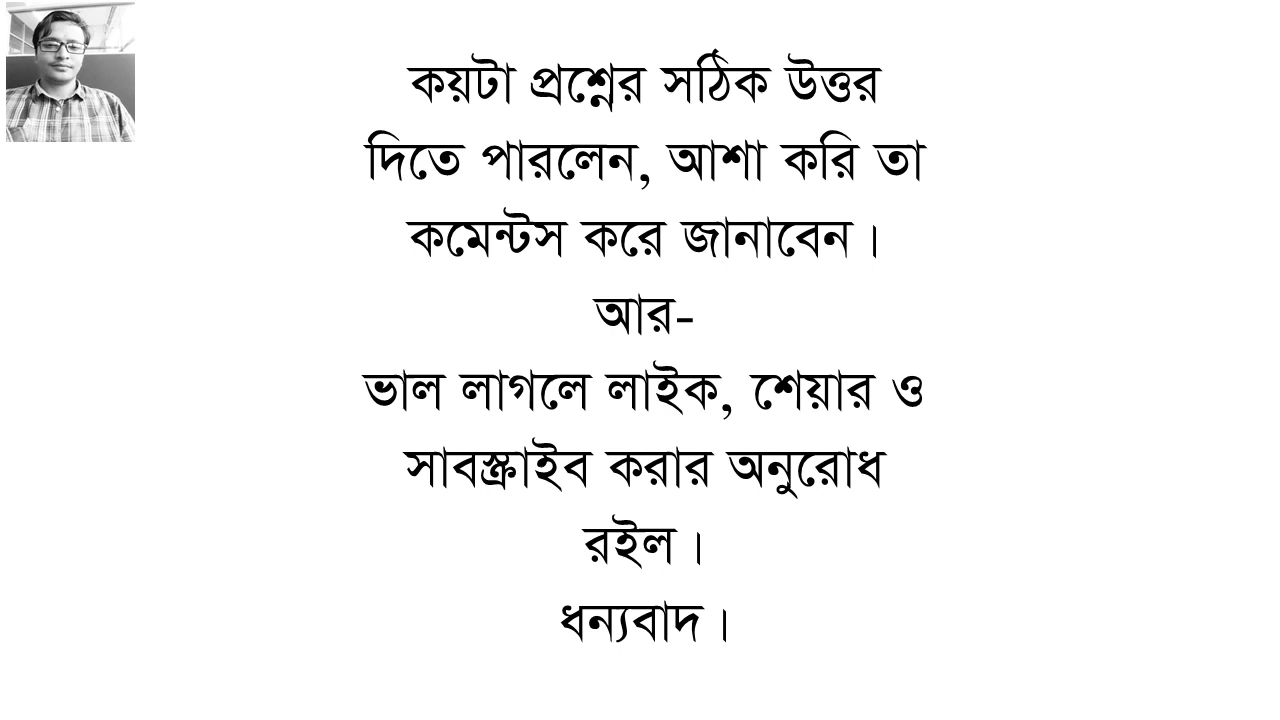 কয়টা প্রশ্নের সঠিক উত্তর
দিতে পারলেন, আশা করি তা
কমেন্টস করে জানাবেন।
আর-
ভাল লাগলে লাইক, শেয়ার ও
সাবস্ক্রাইব করার অনুরোধ
রইল।
ধন্যবাদ।